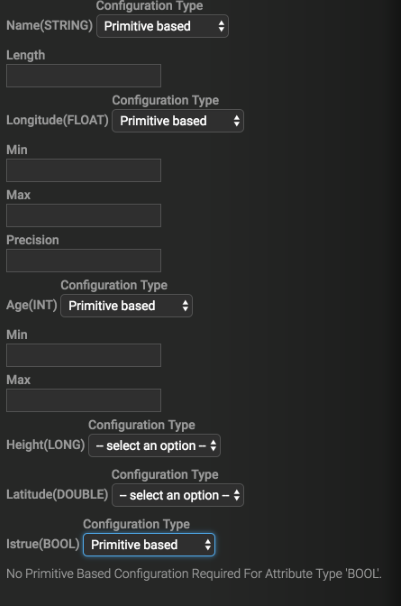 Configuration Type
Name(STRING) Primitive based
Length
Configuration Type
Longitude(FLOAT) Primitive based
Min
Max
Precision
Configuration Type
Age(INT) Primitive based
Min
Max
Configuration Type
Height(LONG) -- select an option --
Configuration Type
Latitude(DOUBLE) -- select an option --
Configuration Type
Istrue(BOOL) Primitive based
No Primitive Based Configuration Required For Attribute Type 'BOOL'.